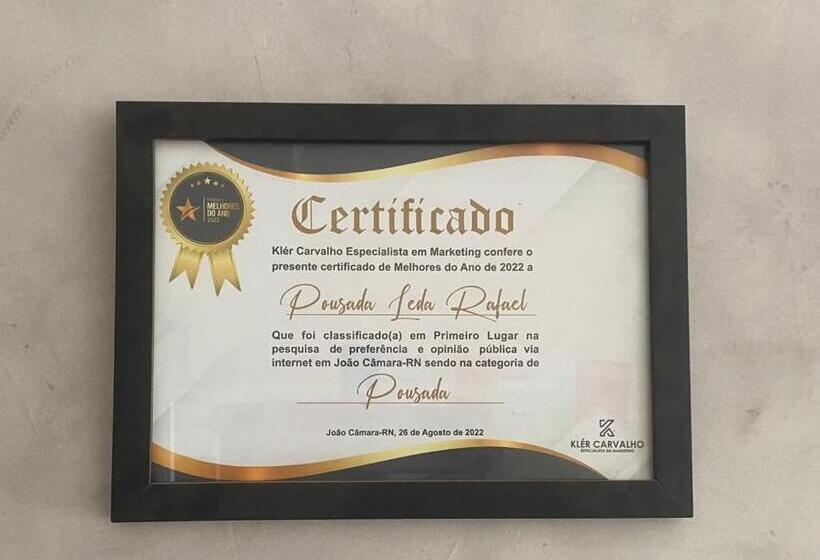 PRÊMIO
MELHORES
DO ANO
2022
Certificado
Klér Carvalho Especialista em Marketing confere o
presente certificado de Melhores do Ano de 2022 a
Pousada Leda Rafael
Que foi classificado(a) em Primeiro Lugar na
pesquisa de preferência e opinião pública via
internet em João Câmara-RN sendo na categoria de
Pousada
João Câmara-RN, 26 de Agosto de 2022
KLÉR CARVALHO
ESPECIALISTA EM MARKETING